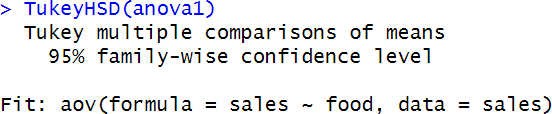 > TukeyHSD(anova1)
  Tukey multiple comparisons of means
    95% family-wise confidence level

Fit: aov(formula = sales ~ food, data = sales)